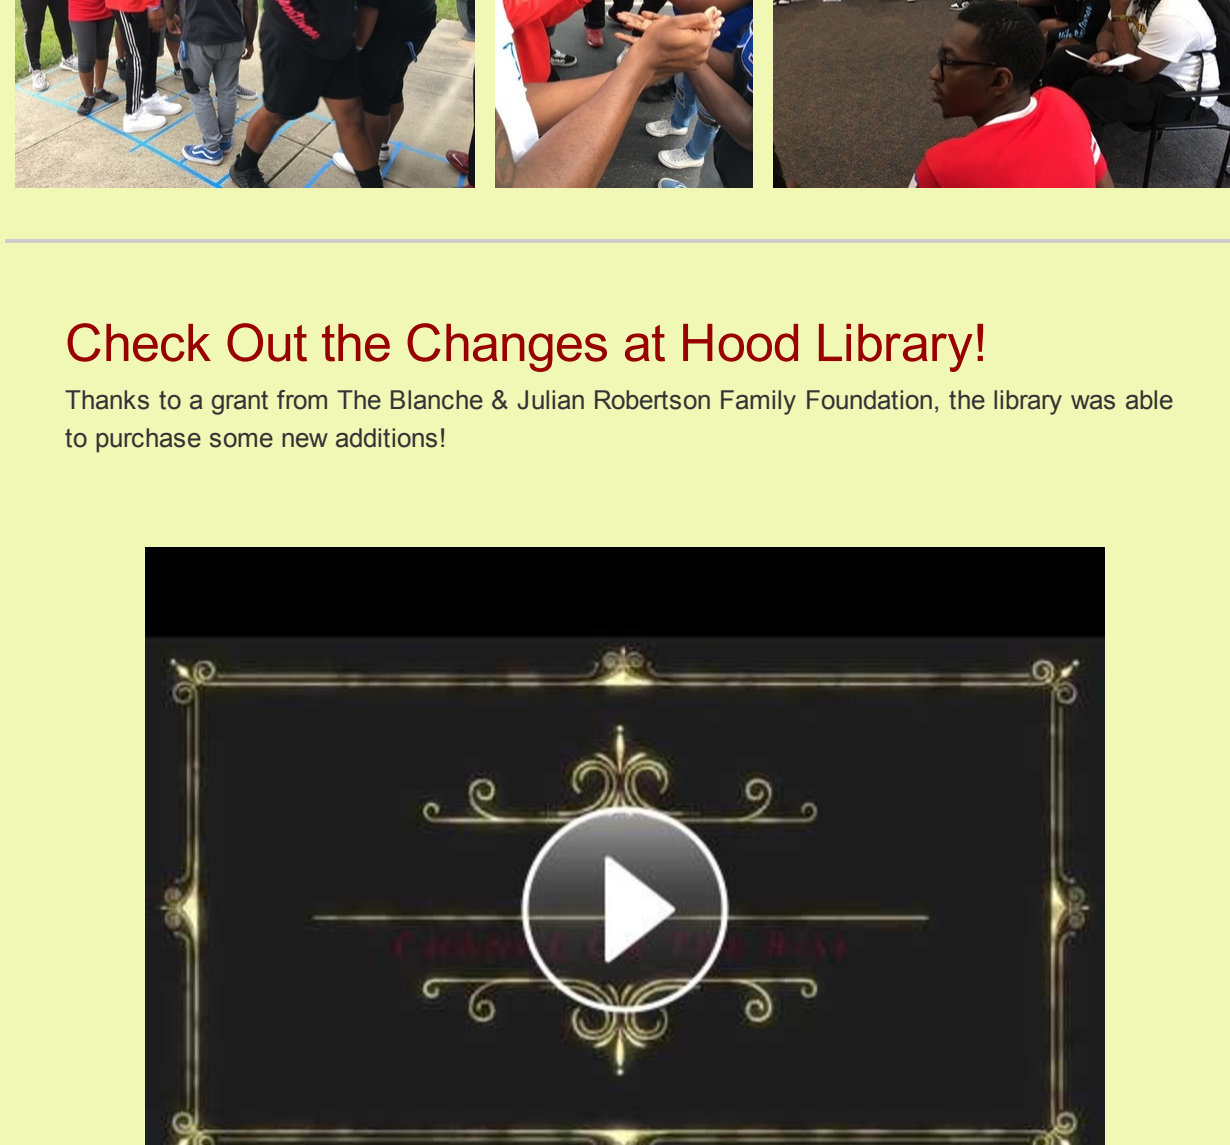 Check Out the Changes at Hood Library!
Thanks to a grant from The Blanche & Julian Robertson Family Foundation, the library was able
to purchase some new additions!